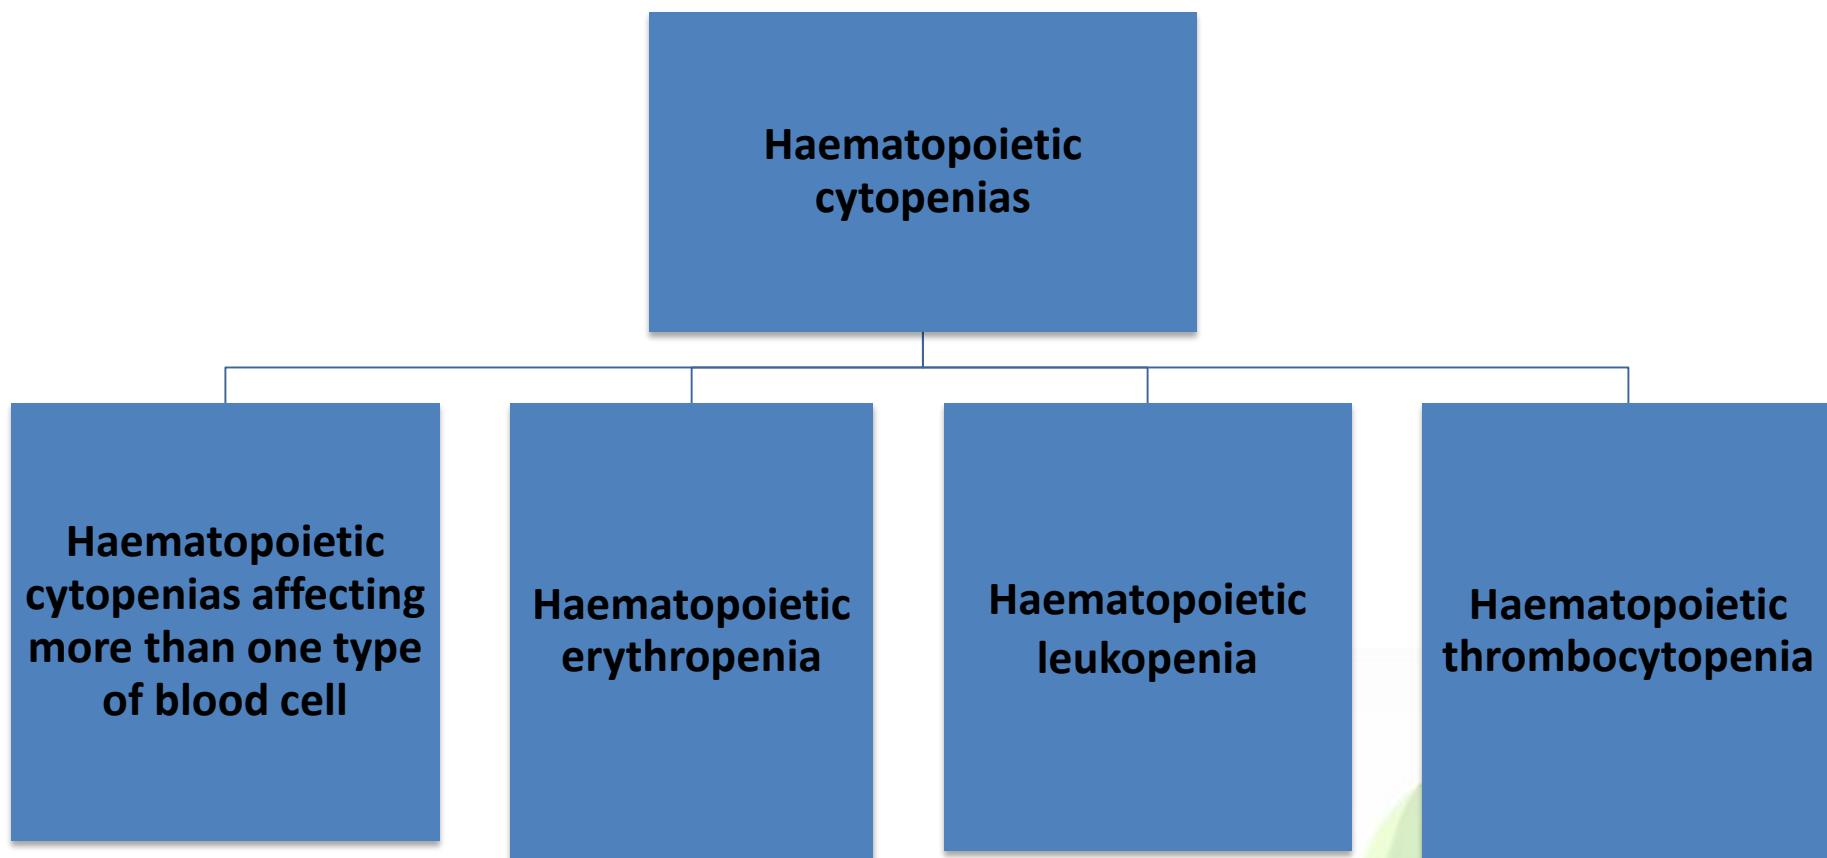 Haematopoietic
cytopenias
Haematopoietic
cytopenias affecting
more than one type
of blood cell
Haematopoietic
erythropenia
Haematopoietic
leukopenia
Haematopoietic
thrombocytopenia